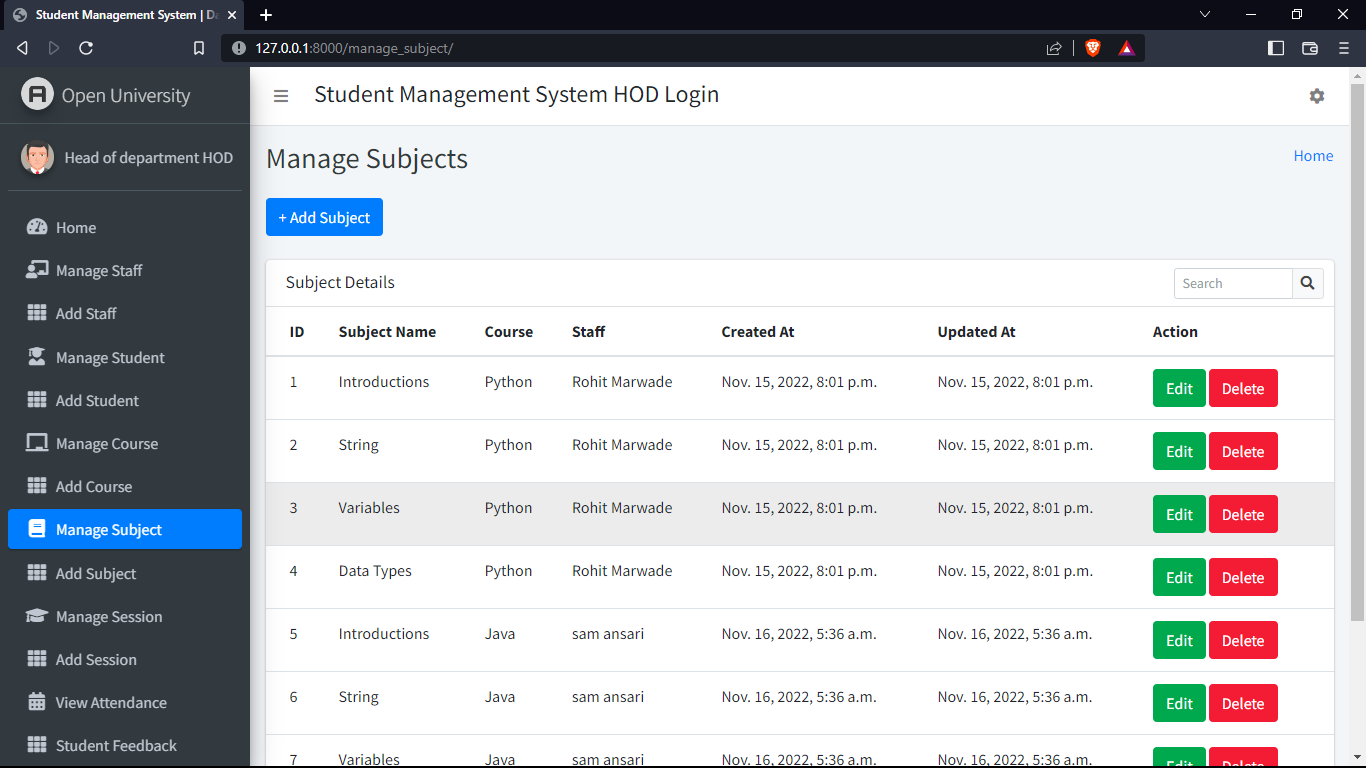 Student Management System | Da
127.0.0.1:8000/manage_subject/
Open University
Student Management System HOD Login
Head of department HOD
Manage Subjects
Home
+ Add Subject
Home
Manage Staff
Add Staff
Manage Student
Add Student
Manage Course
Add Course
Manage Subject
Add Subject
Manage Session
Add Session
View Attendance
Student Feedback
Subject Details
Search
ID Subject Name Course Staff Created At Updated At Action
1 Introductions Python Rohit Marwade Nov. 15, 2022, 8:01 p.m. Nov. 15, 2022, 8:01 p.m. Edit Delete
2 String Python Rohit Marwade Nov. 15, 2022, 8:01 p.m. Nov. 15, 2022, 8:01 p.m. Edit Delete
3 Variables Python Rohit Marwade Nov. 15, 2022, 8:01 p.m. Nov. 15, 2022, 8:01 p.m. Edit Delete
4 Data Types Python Rohit Marwade Nov. 15, 2022, 8:01 p.m. Nov. 15, 2022, 8:01 p.m. Edit Delete
5 Introductions Java sam ansari Nov. 16, 2022, 5:36 a.m. Nov. 16, 2022, 5:36 a.m. Edit Delete
6 String Java sam ansari Nov. 16, 2022, 5:36 a.m. Nov. 16, 2022, 5:36 a.m. Edit Delete
7 Variables Java sam ansari Nov. 16, 2022, 5:36 a.m. Nov. 16, 2022, 5:36 a.m. Edit Delete